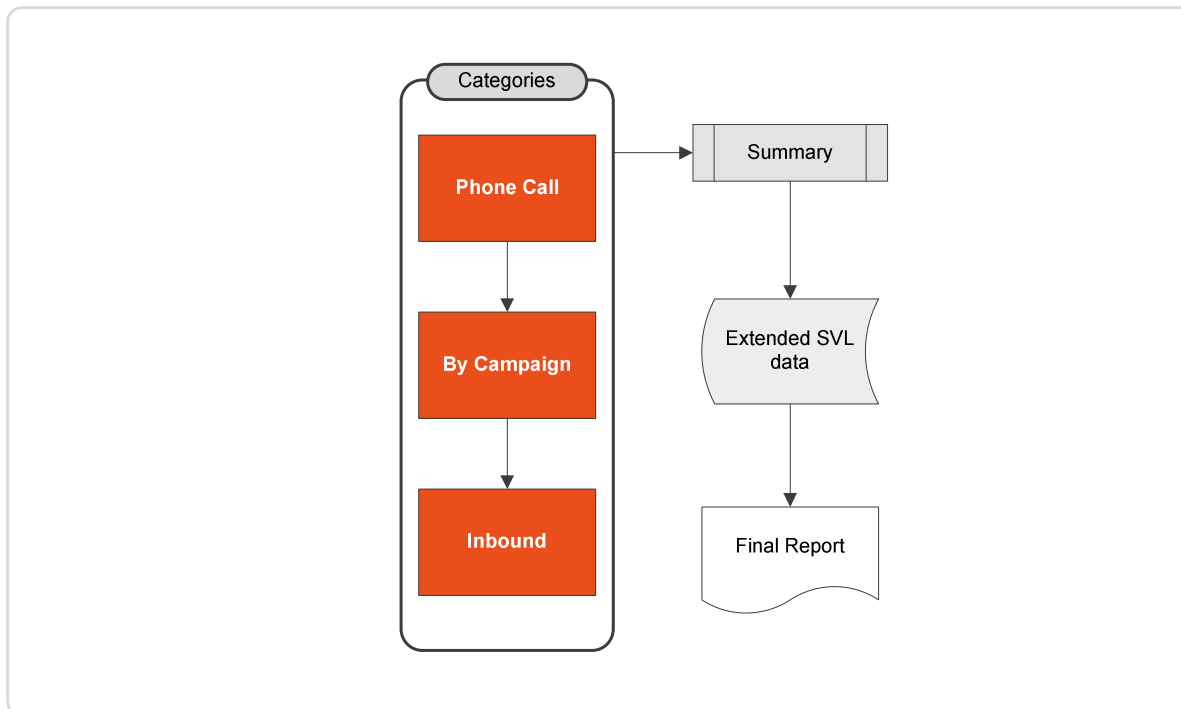 Categories
Phone Call
By Campaign
Inbound
Summary
Extended SVL
data
Final Report